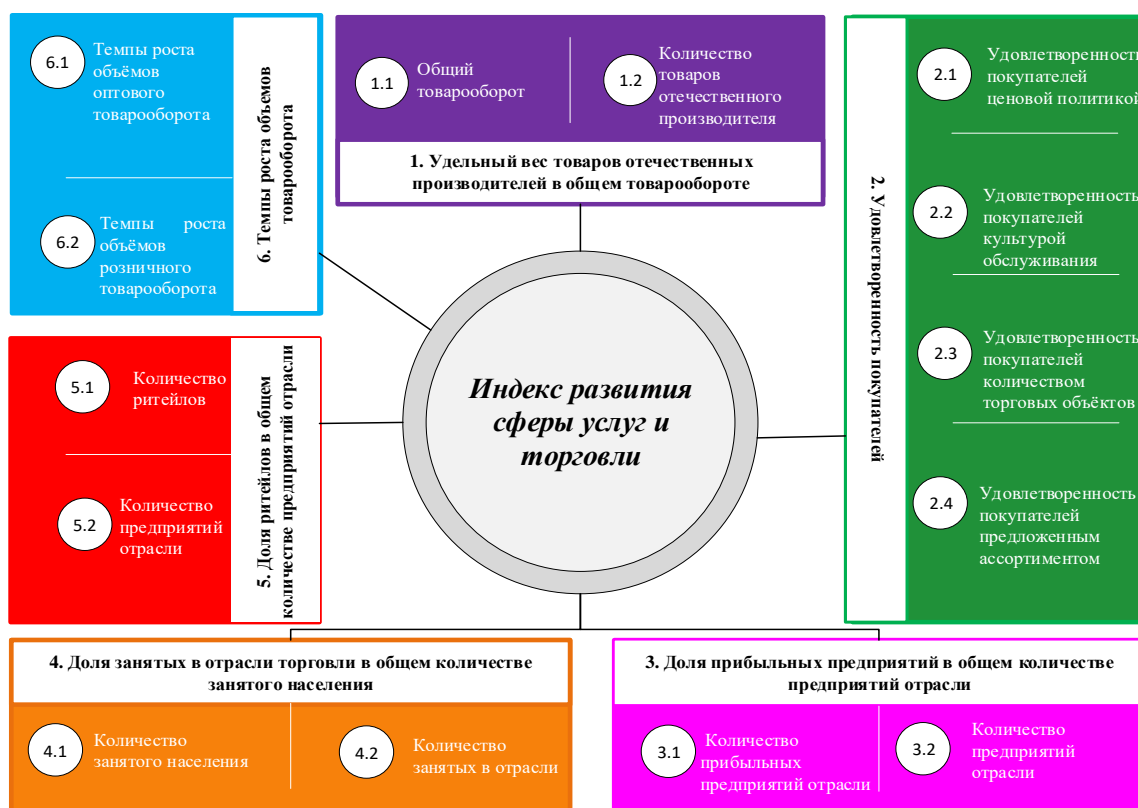 6.1
Темпы роста
объёмов
оптового
товарооборота
6.2
Темпы роста
объёмов
розничного
товарооборота
6. Темпы роста объемов
товарооборота
1.1
Общий
товарооборот
1.2
Количество
товаров
отечественного
производителя
1. Удельный вес товаров отечественных
производителей в общем товарообороте
2. Удовлетворенность покупателей
2.1
Удовлетворенность
покупателей
ценовой политикой
2.2
Удовлетворенность
покупателей
культурой
обслуживания
2.3
Удовлетворенность
покупателей
количеством
торговых объёктов
2.4
Удовлетворенность
покупателей
предложенным
ассортиментом
Индекс развития
сферы услуг и
торговли
5.1
Количество
ритейлов
5.2
Количество
предприятий
отрасли
5. Доля ритейлов в общем
количестве предприятий отрасли
4. Доля занятых в отрасли торговли в общем количестве
занятого населения
4.1
Количество
занятого населения
4.2
Количество
занятых в отрасли
3. Доля прибыльных предприятий в общем количестве
предприятий отрасли
3.1
Количество
прибыльных
предприятий отрасли
3.2
Количество
предприятий
отрасли